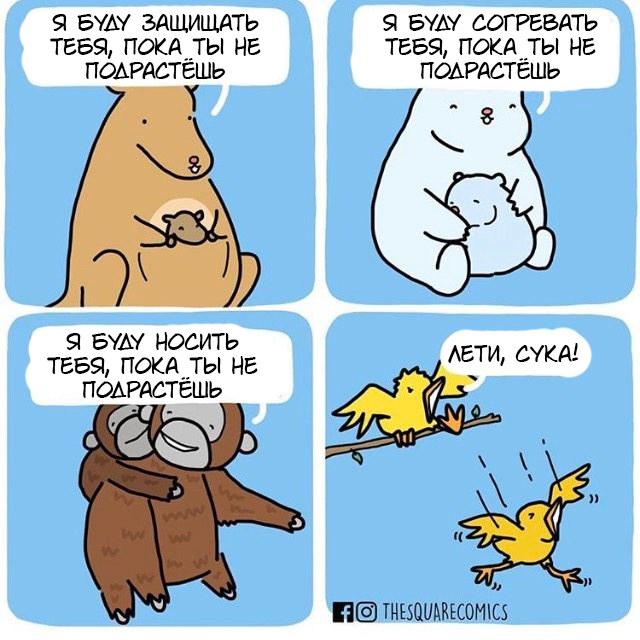 Я БУДУ ЗАЩИЩАТЬ
ТЕБЯ, ПОКА ТЫ НЕ
ПОДРАСТЁШЬ
Я БУДУ СОГРЕВАТЬ
ТЕБЯ, ПОКА ТЫ НЕ
ПОДРАСТЁШЬ
Я БУДУ НОСИТЬ
ТЕБЯ, ПОКА ТЫ НЕ
ПОДРАСТЁШЬ
ЛЕТИ, СУКА!
THESQUARECOMICS